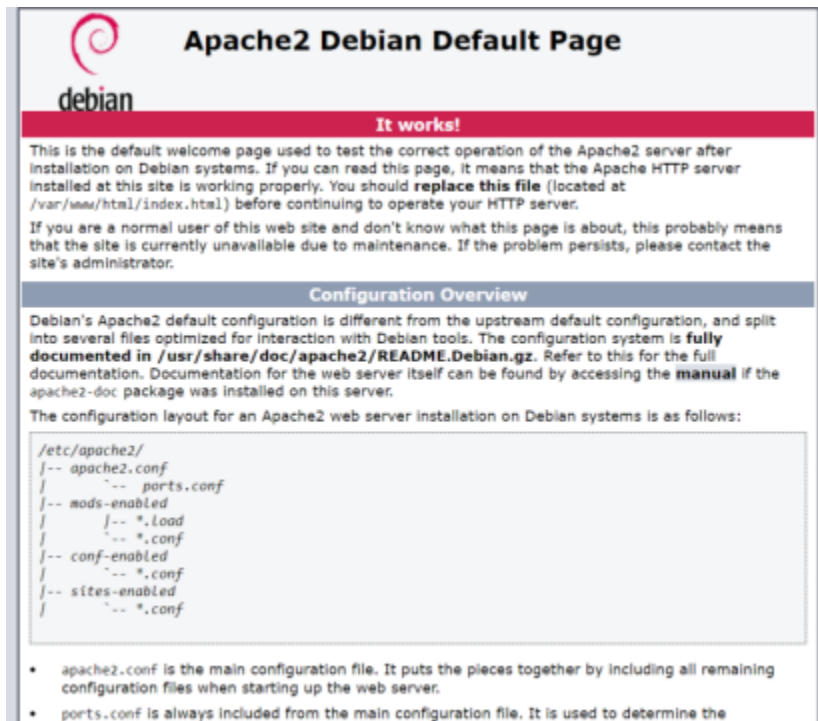 debian
Apache2 Debian Default Page
It works!
This is the default welcome page used to test the correct operation of the Apache2 server after
installation on Debian systems. If you can read this page, it means that the Apache HTTP server
installed at this site is working properly. You should replace this file (located at
/var/www/html/index.html) before continuing to operate your HTTP server.
If you are a normal user of this web site and don't know what this page is about, this probably means
that the site is currently unavailable due to maintenance. If the problem persists, please contact the
site's administrator.
Configuration Overview
Debian's Apache2 default configuration is different from the upstream default configuration, and split
into several files optimized for interaction with Debian tools. The configuration system is fully
documented in /usr/share/doc/apache2/README.Debian.gz. Refer to this for the full
documentation. Documentation for the web server itself can be found by accessing the manual if the
apache2-doc package was installed on this server.
The configuration layout for an Apache2 web server installation on Debian systems is as follows:
/etc/apache2/
|-- apache2.conf
|       `--  ports.conf
|-- mods-enabled
|       |-- *.load
|       `-- *.conf
|-- conf-enabled
|       `-- *.conf
|-- sites-enabled
|       `-- *.conf
• apache2.conf is the main configuration file. It puts the pieces together by including all remaining
configuration files when starting up the web server.
• ports.conf is always included from the main configuration file. It is used to determine the